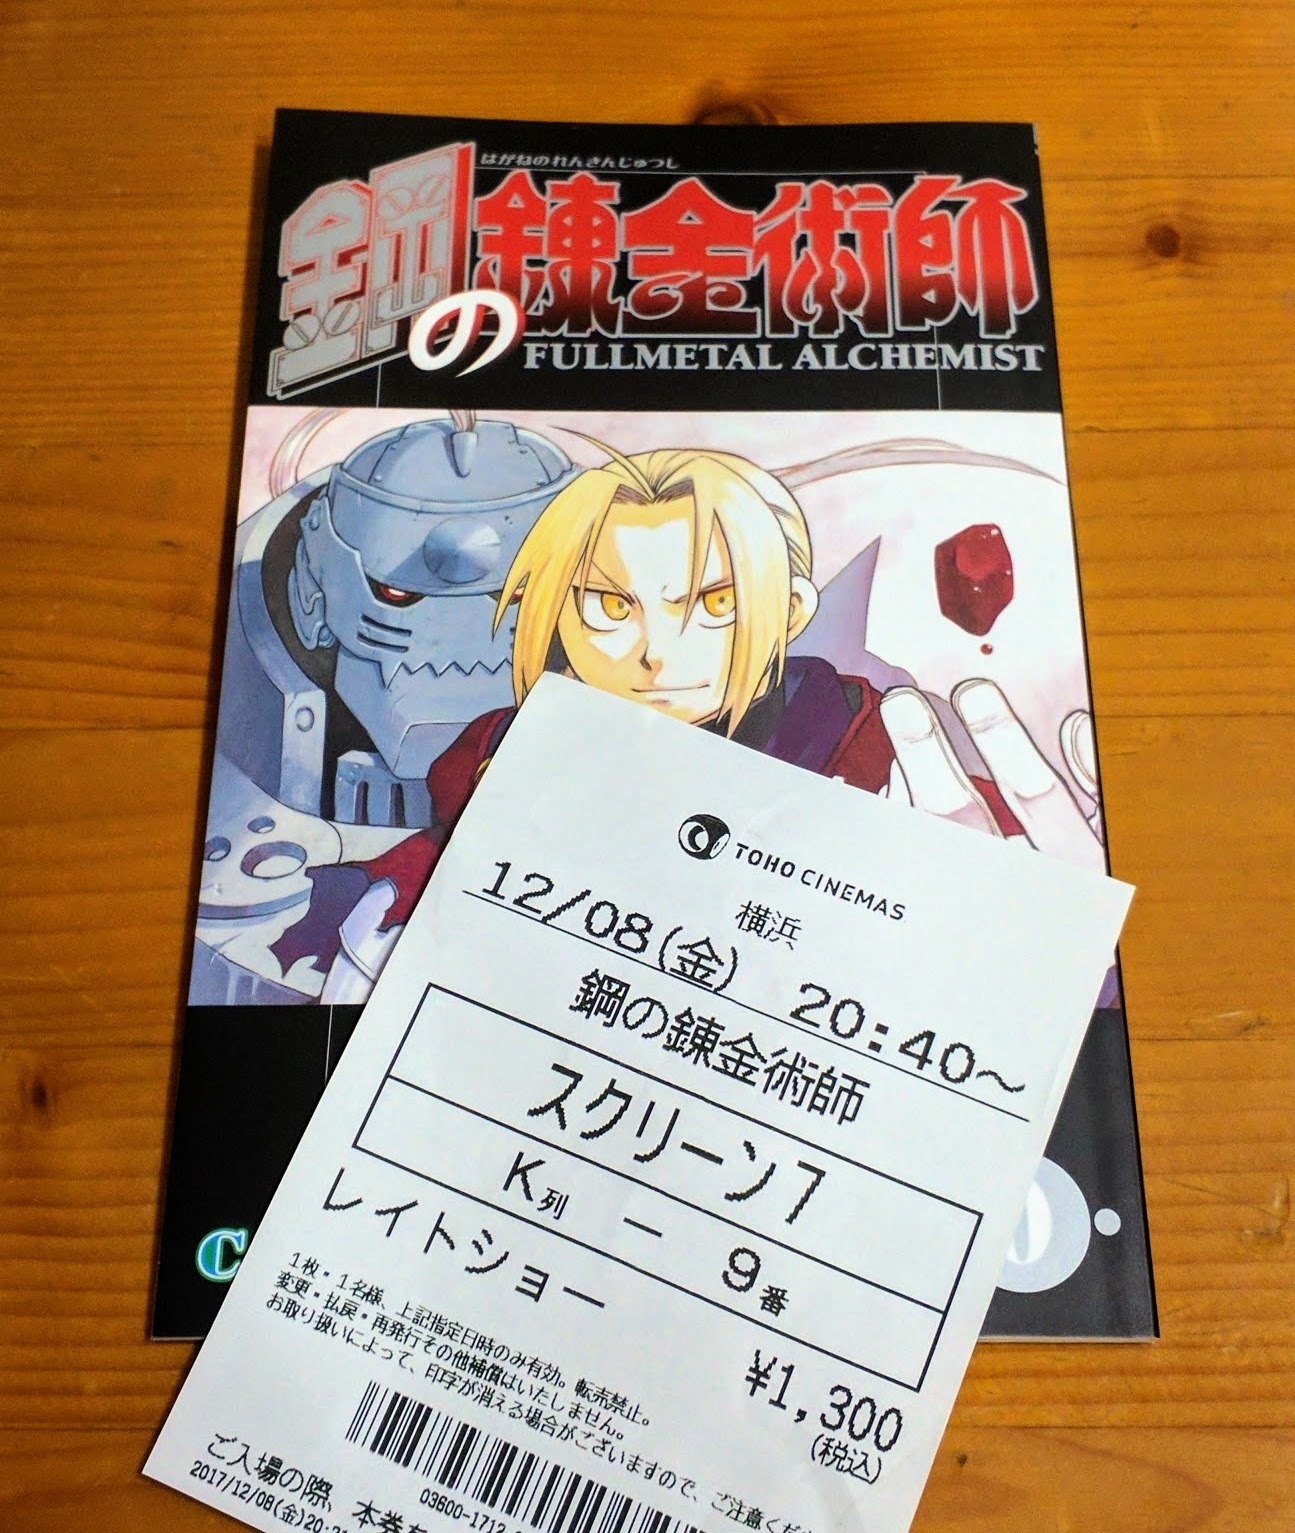 はがねのれんきんじゅつし
鋼の錬金術師
FULLMETAL ALCHEMIST
C
0
TOHO CINEMAS
横浜
12/08(金) 20:40~
鋼の錬金術師
スクリーン7
K列 - 9番
レイトショー
¥1,300
(税込)
1枚・1名様、上記指定日時のみ有効。転売禁止。
変更・払戻・再発行その他補償はいたしません。
お取り扱いによって、印字が消える場合がございますので、ご注意くだ
03600-1712
ご入場の際、本券を
2017/12/08(金)20: